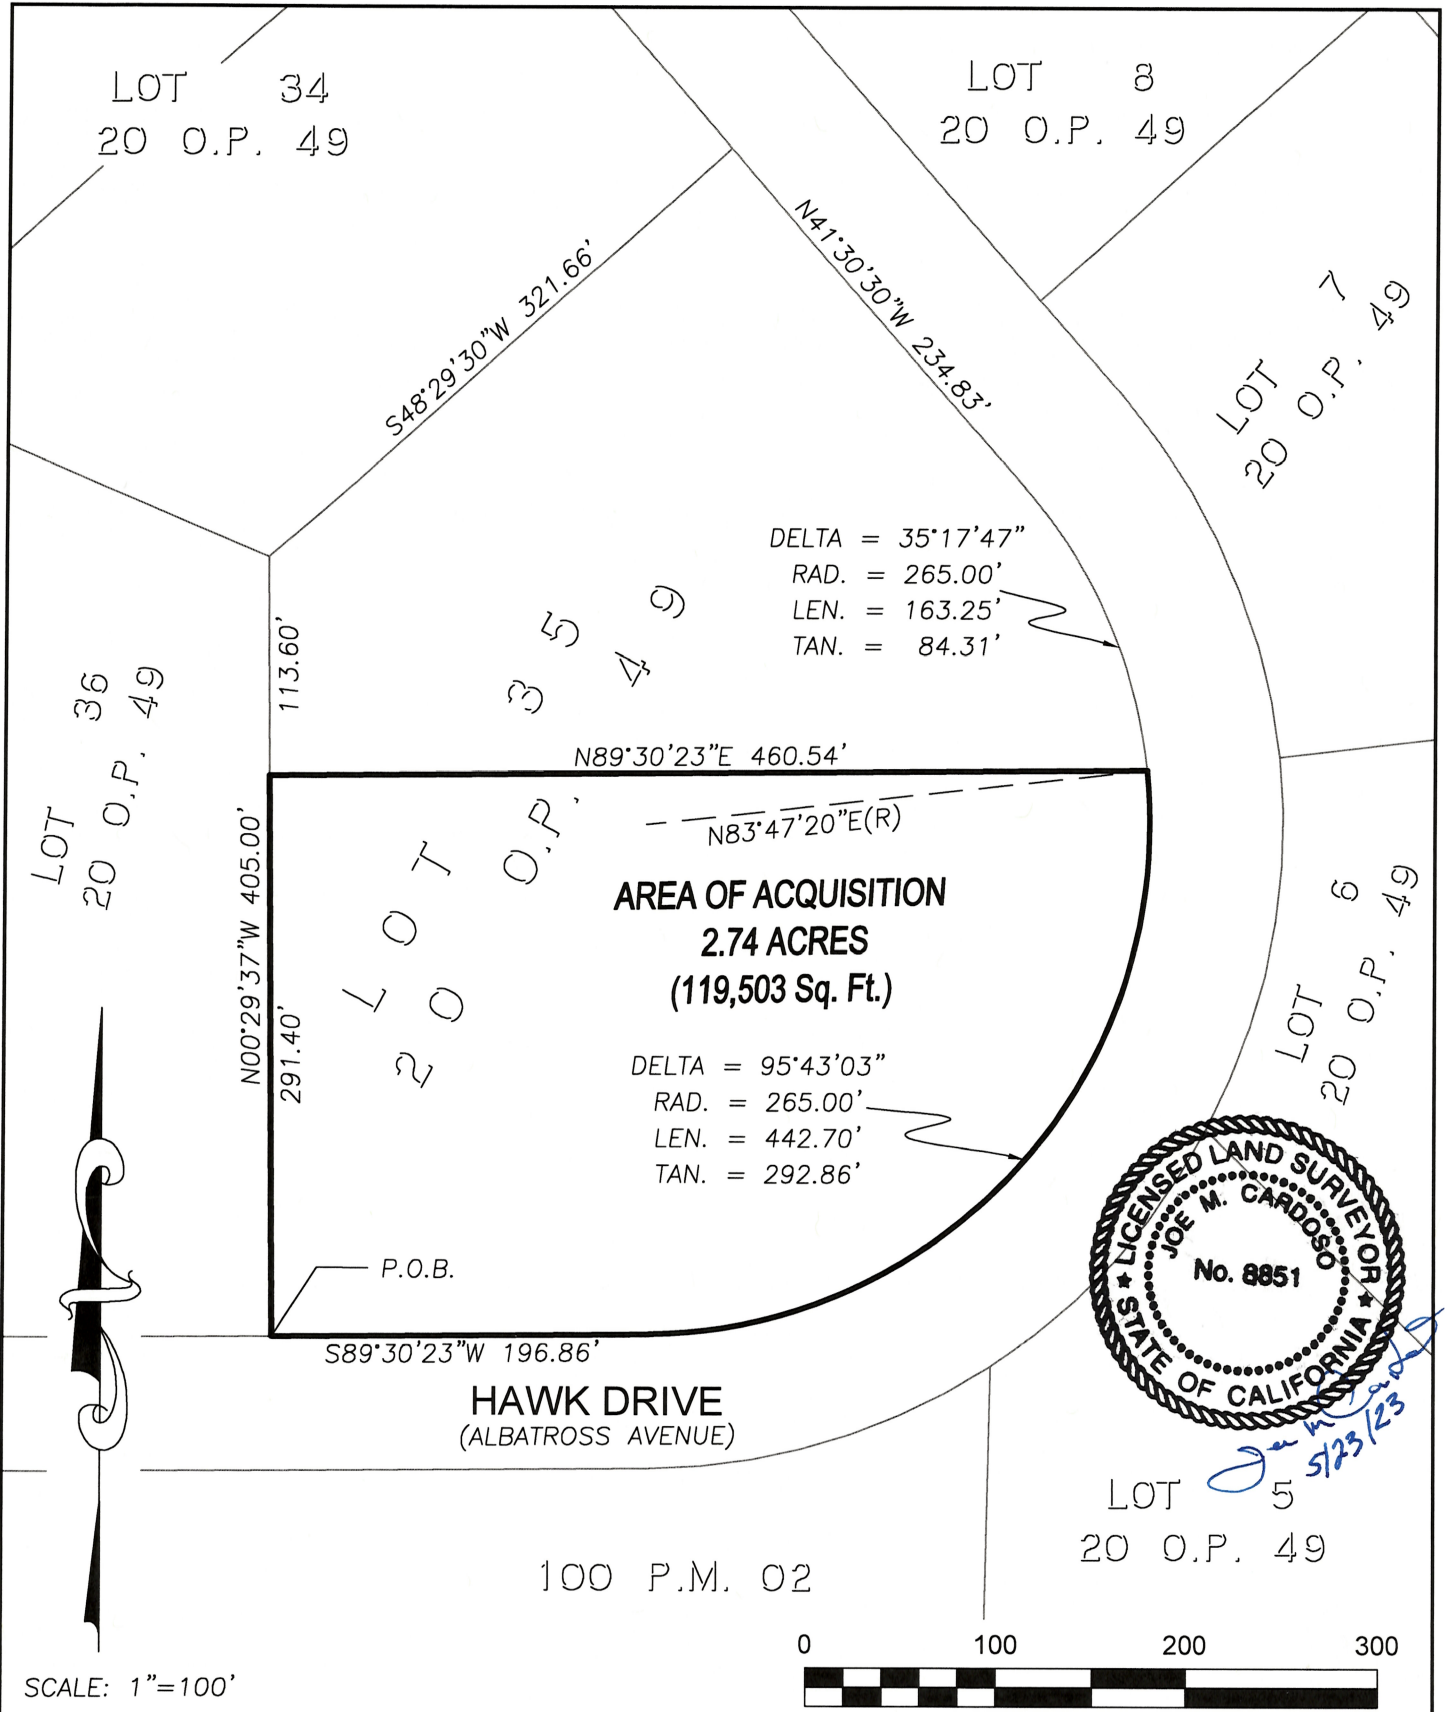 LOT 34
20 O.P. 49
LOT 8
20 O.P. 49
N41°30'30"W 234.83'
S48°29'30"W 321.66'
LOT 7
20 O.P. 49
DELTA = 35°17'47"
RAD. = 265.00'
LEN. = 163.25'
TAN. = 84.31'
113.60'
LOT 36
20 O.P. 49
LOT 35
20 O.P. 49
N89°30'23"E 460.54'
N83°47'20"E(R)
N00°29'37"W 405.00'
291.40'
AREA OF ACQUISITION
2.74 ACRES
(119,503 Sq. Ft.)
LOT 6
20 O.P. 49
DELTA = 95°43'03"
RAD. = 265.00'
LEN. = 442.70'
TAN. = 292.86'
LICENSED LAND SURVEYOR
JOE M. CARDOSO
No. 8851
STATE OF CALIFORNIA
5/23/23
P.O.B.
S89°30'23"W 196.86'
HAWK DRIVE
(ALBATROSS AVENUE)
LOT 5
20 O.P. 49
100 P.M. 02
0 100 200 300
SCALE: 1"=100'